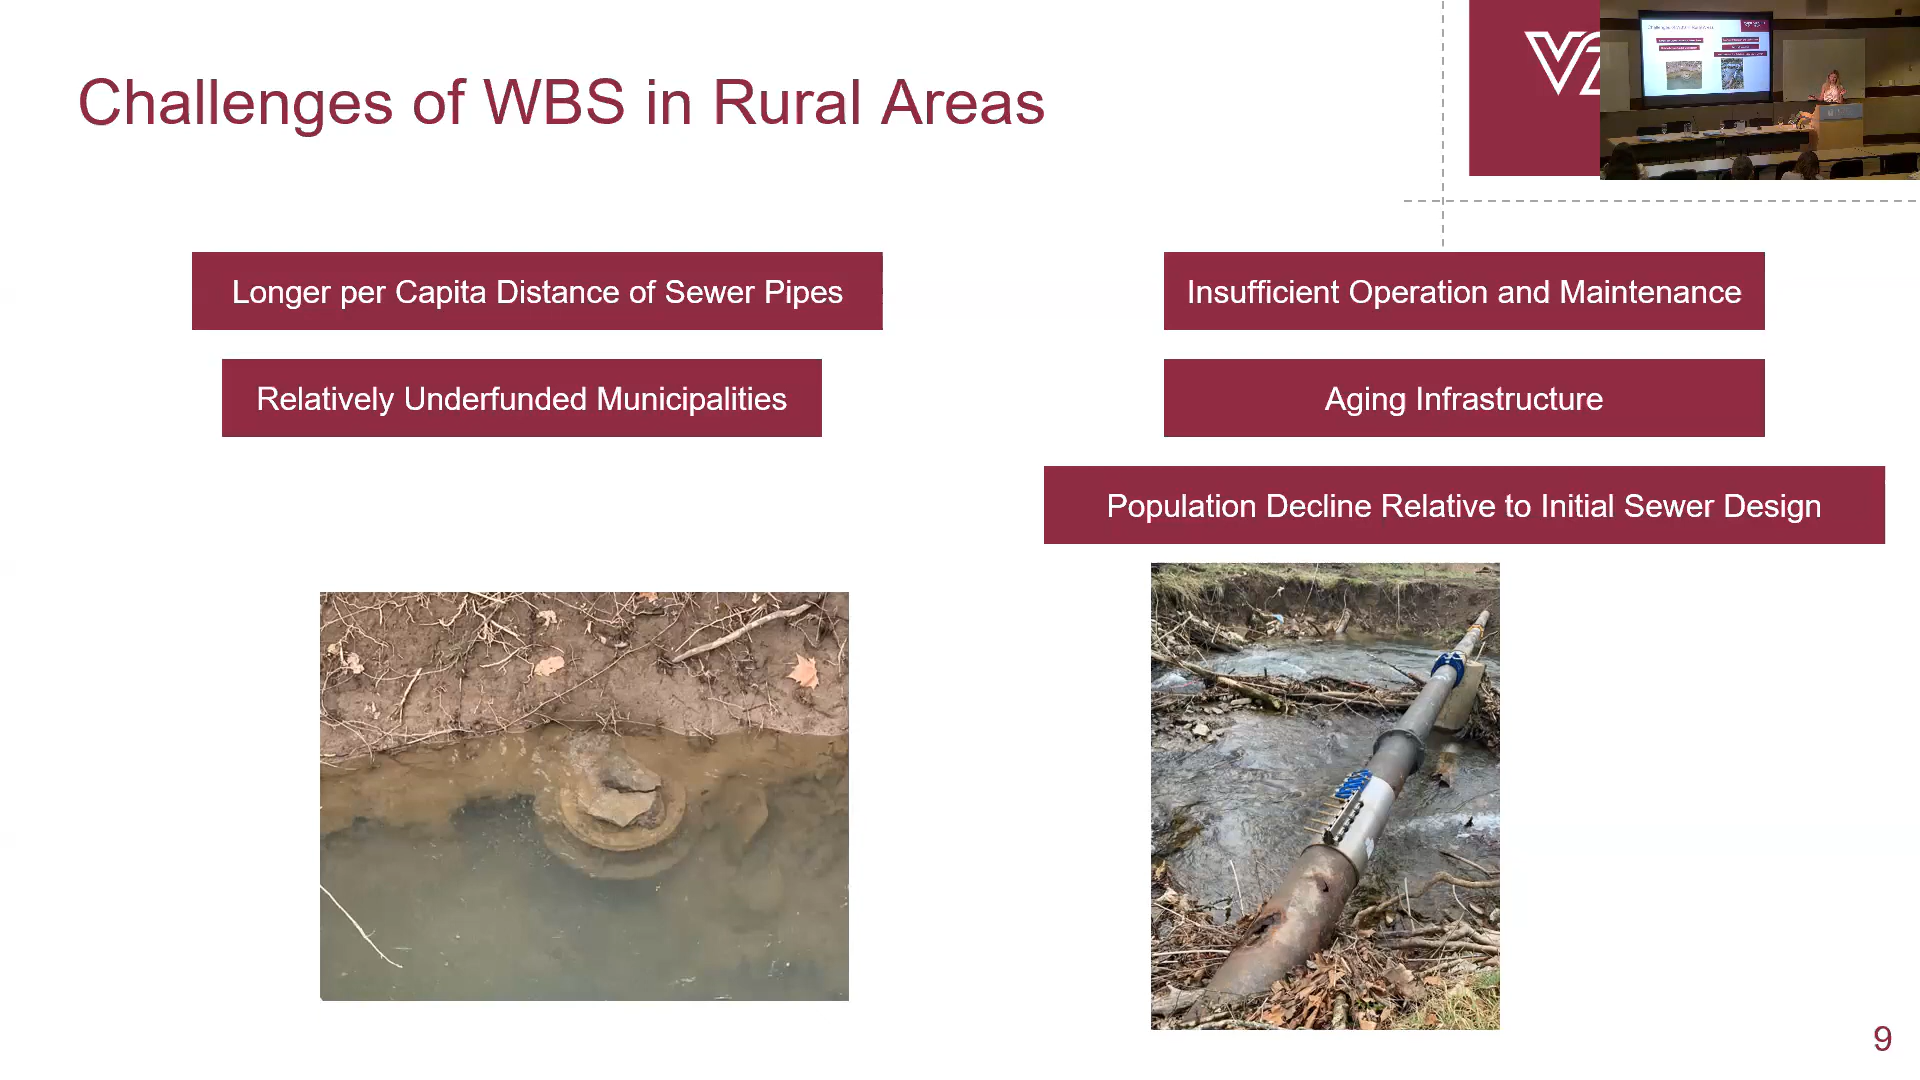 Challenges of WBS in Rural Areas
Longer per Capita Distance of Sewer Pipes
Relatively Underfunded Municipalities
Insufficient Operation and Maintenance
Aging Infrastructure
Population Decline Relative to Initial Sewer Design
9